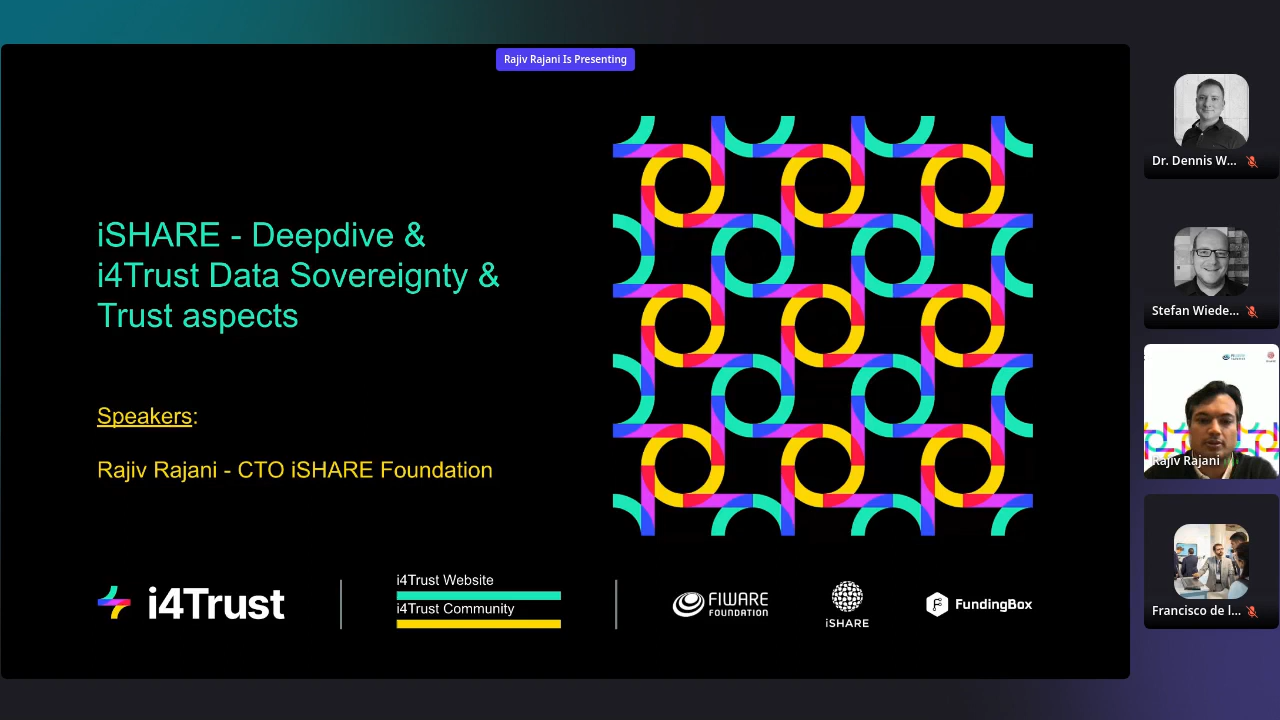 Rajiv Rajani Is Presenting
iSHARE - Deepdive &
i4Trust Data Sovereignty &
Trust aspects
Speakers:
Rajiv Rajani - CTO iSHARE Foundation
i4Trust
i4Trust Website
i4Trust Community
FIWARE
FOUNDATION
iSHARE
FundingBox
Dr. Dennis W...
Stefan Wiede...
Rajiv Rajani
Francisco de l...